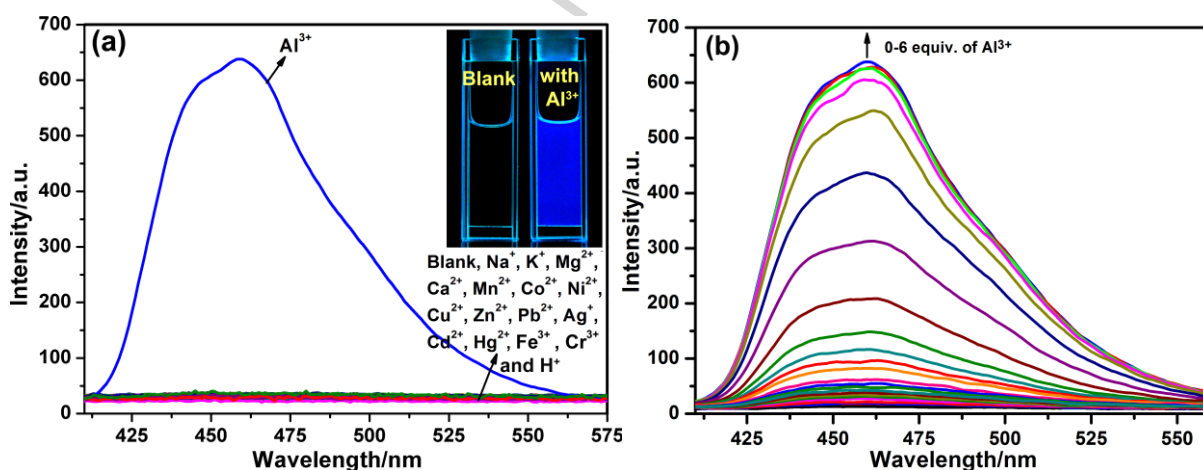 (a)
Al³⁺
Blank
with
Al³⁺
Blank, Na⁺, K⁺, Mg²⁺,
Ca²⁺, Mn²⁺, Co²⁺, Ni²⁺,
Cu²⁺, Zn²⁺, Pb²⁺, Ag⁺,
Cd²⁺, Hg²⁺, Fe³⁺ , Cr³⁺
and H⁺
700
600
500
400
300
200
100
0
Intensity/a.u.
425 450 475 500 525 550 575
Wavelength/nm
(b)
0-6 equiv. of Al³⁺
700
600
500
400
300
200
100
0
Intensity/a.u.
425 450 475 500 525 550
Wavelength/nm